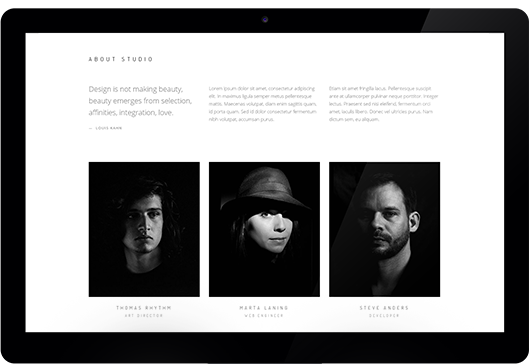 ABOUT STUDIO
Design is not making beauty,
beauty emerges from selection,
affinities, integration, love.
— LOUIS KAHN
Lorem ipsum dolor sit amet, consectetur adipiscing
elit. In maximus ligula semper metus pellentesque
mattis. Maecenas volutpat, diam enim sagittis quam,
id porta quam. Sed id dolor consectetur fermentum
nibh volutpat, accumsan purus.
Etiam sit amet fringilla lacus. Pellentesque suscipit
ante at ullamcorper pulvinar neque porttitor. Integer
lectus. Praesent sed nisi eleifend, fermentum orci
amet, iaculis libero. Donec vel ultricies purus. Nam
dictum sem, eu aliquam.
THOMAS RHYTHM
ART DIRECTOR
MARTA LANING
WEB ENGINEER
STEVE ANDERS
DEVELOPER